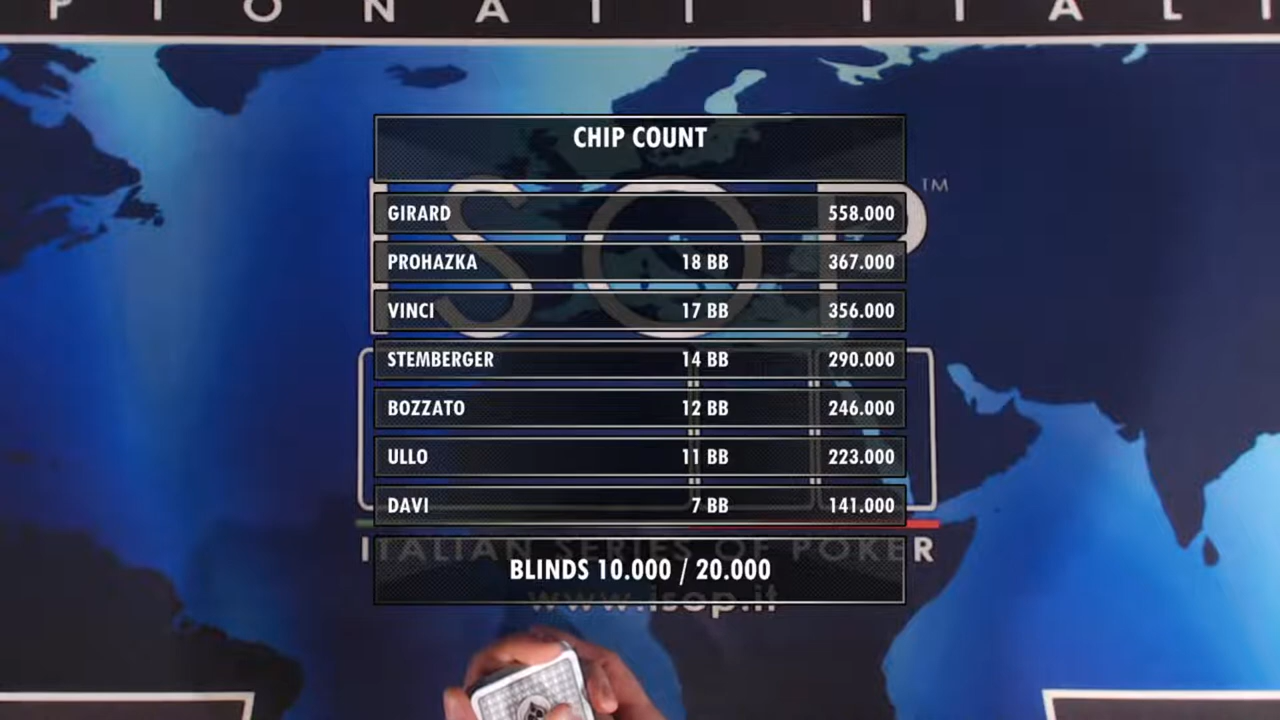 PIONATI ITALI
CHIP COUNT
ISOP™
GIRARD 558.000
PROHAZKA 18 BB 367.000
VINCI 17 BB 356.000
STEMBERGER 14 BB 290.000
BOZZATO 12 BB 246.000
ULLO 11 BB 223.000
DAVI 7 BB 141.000
ITALIAN SERIES OF POKER
BLINDS 10.000 / 20.000
www.isop.it